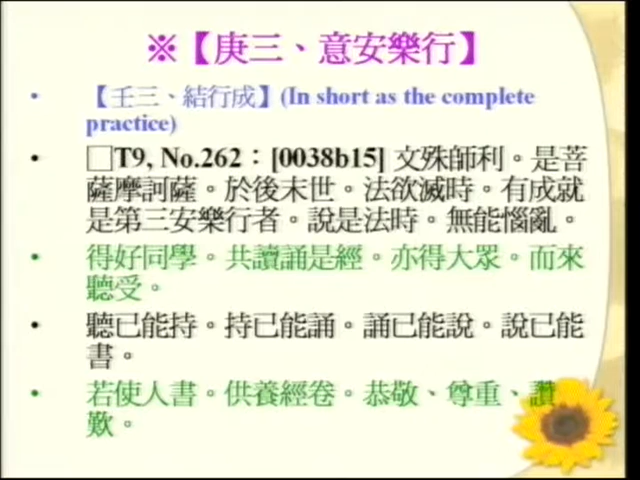 ※【庚三、意安樂行】
• 【壬三、結行成】(In short as the complete
practice)
• □T9, No.262：[0038b15] 文殊師利。是菩
薩摩訶薩。於後末世。法欲滅時。有成就
是第三安樂行者。說是法時。無能惱亂。
• 得好同學。共讀誦是經。亦得大眾。而來
聽受。
• 聽已能持。持已能誦。誦已能說。說已能
書。
• 若使人書。供養經卷。恭敬、尊重、讚
歎。